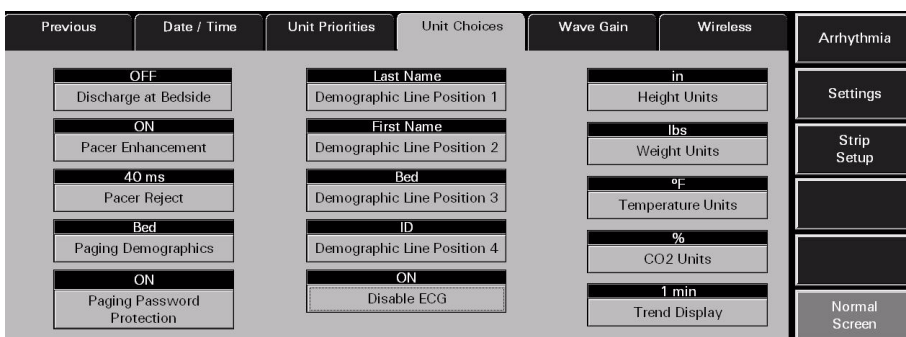 Previous
Date / Time
Unit Priorities
Unit Choices
Wave Gain
Wireless
OFF
Discharge at Bedside
ON
Pacer Enhancement
40 ms
Pacer Reject
Bed
Paging Demographics
ON
Paging Password
Protection
Last Name
Demographic Line Position 1
First Name
Demographic Line Position 2
Bed
Demographic Line Position 3
ID
Demographic Line Position 4
ON
Disable ECG
in
Height Units
lbs
Weight Units
ºF
Temperature Units
%
CO2 Units
1 min
Trend Display
Arrhythmia
Settings
Strip
Setup
Normal
Screen